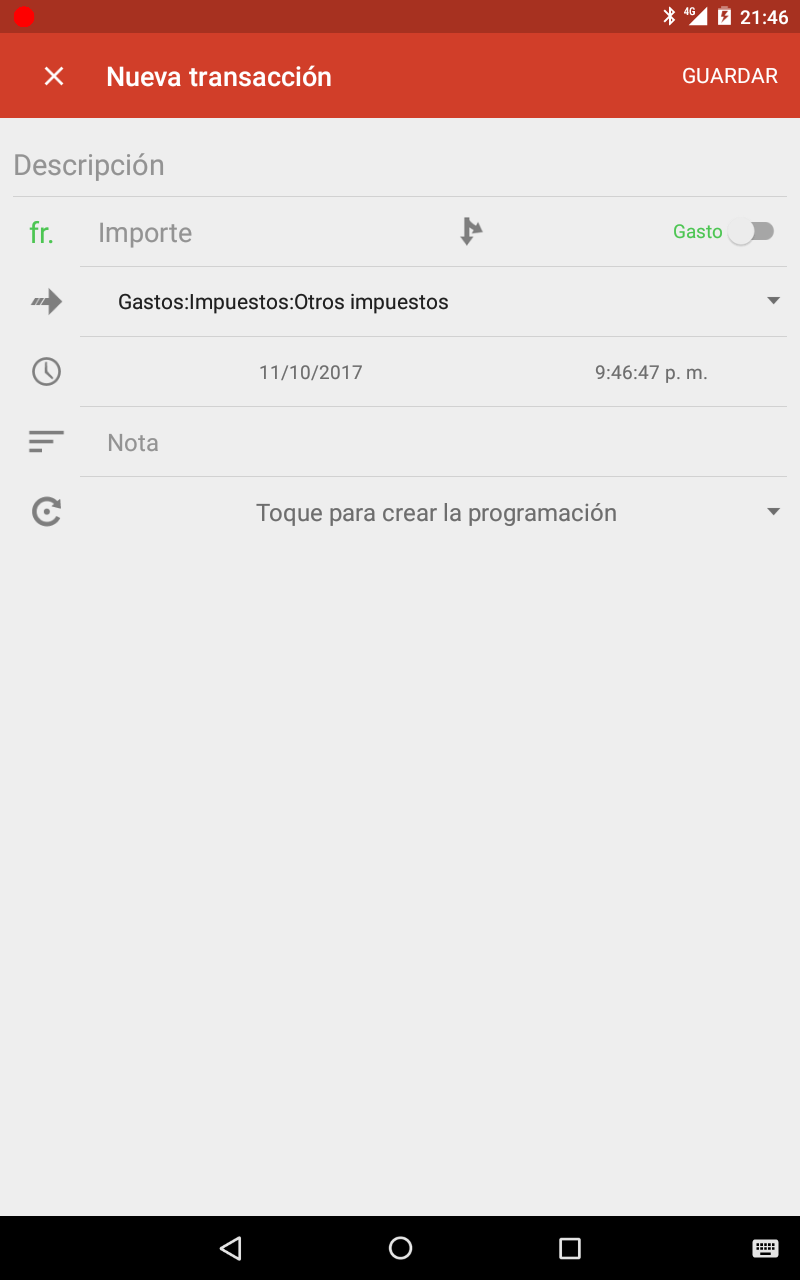 4G 21:46
Nueva transacción GUARDAR
Descripción
fr. Importe Gasto
Gastos:Impuestos:Otros impuestos
11/10/2017 9:46:47 p. m.
Nota
Toque para crear la programación